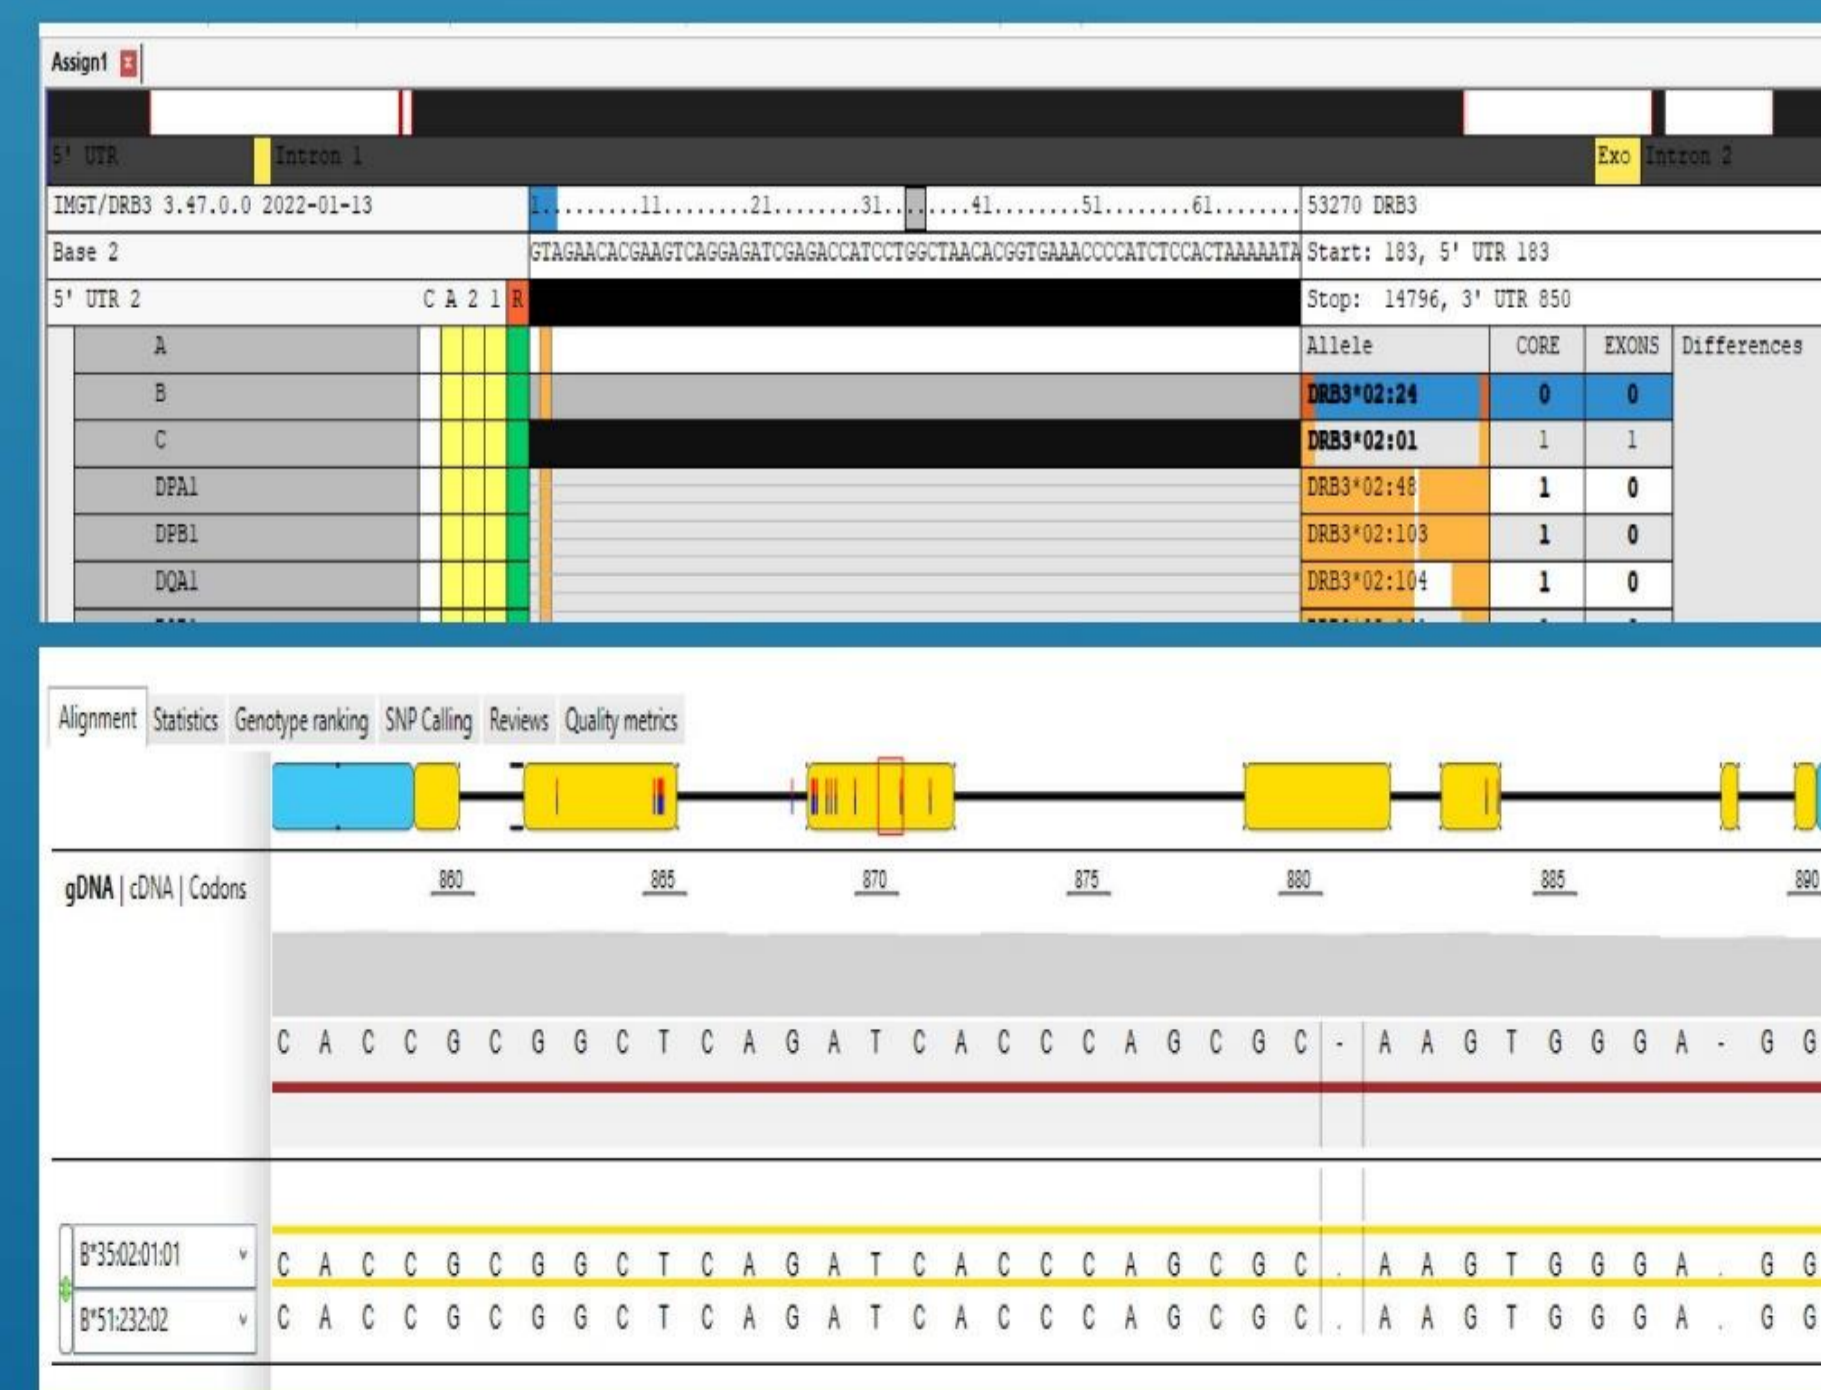 Assign1
5' UTR Intron 1 Exo Intron 2
IMGT/DRB3 3.47.0.0 2022-01-13 1.........11........21........31........41........51........61........ 53270 DRB3
Base 2 GTAGAACACGAAGTCAGGAGATCGAGACCATCCTGGCTAACACGGTGAAACCCCATCTCCACTAAAAATA Start: 183, 5' UTR 183
5' UTR 2 C A 2 1 R Stop: 14796, 3' UTR 850
A Allele CORE EXONS Differences
B DRB3*02:24 0 0
C DRB3*02:01 1 1
DPA1 DRB3*02:48 1 0
DPB1 DRB3*02:103 1 0
DQA1 DRB3*02:104 1 0
Alignment Statistics Genotype ranking SNP Calling Reviews Quality metrics
gDNA | cDNA | Codons 860 865 870 875 880 885 890
C A C C G C G G C T C A G A T C A C C C A G C G C - A A G T G G G A - G G
B*35:02:01:01 C A C C G C G G C T C A G A T C A C C C A G C G C . A A G T G G G A . G G
B*51:232:02 C A C C G C G G C T C A G A T C A C C C A G C G C . A A G T G G G A . G G